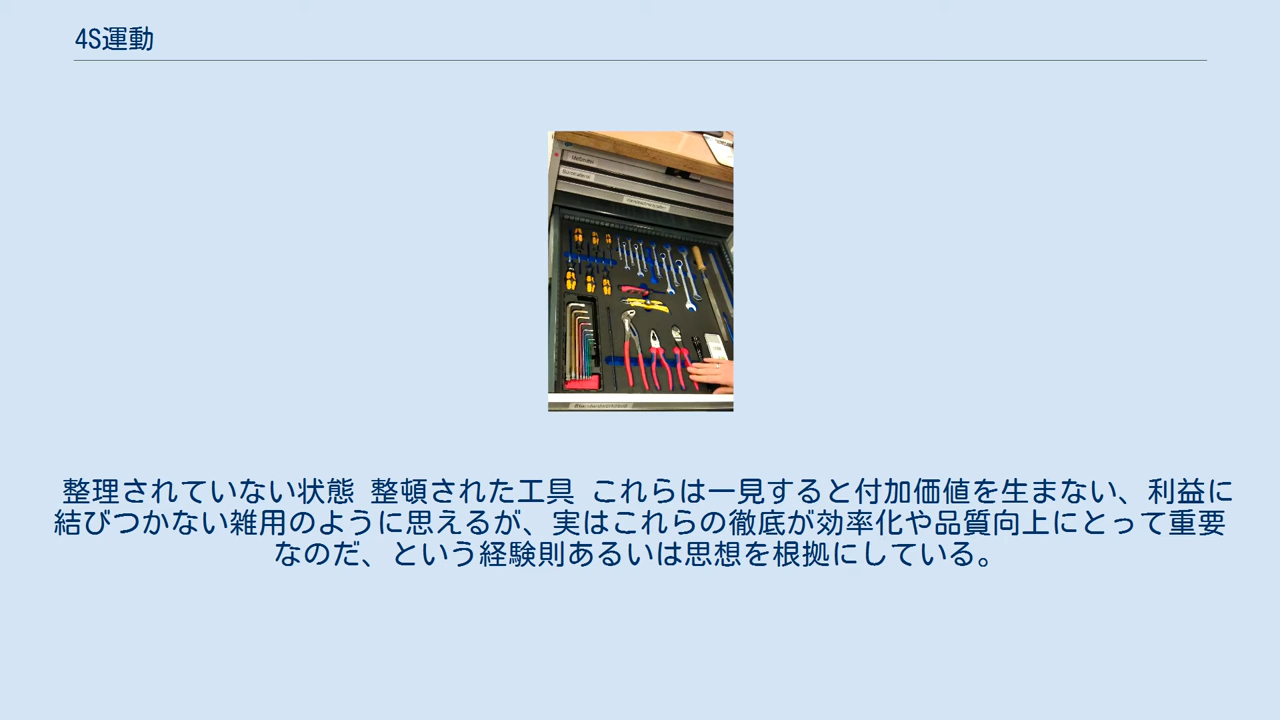 4S運動
整理されていない状態 整頓された工具 これらは一見すると付加価値を生まない、利益に
結びつかない雑用のように思えるが、実はこれらの徹底が効率化や品質向上にとって重要
なのだ、という経験則あるいは思想を根拠にしている。